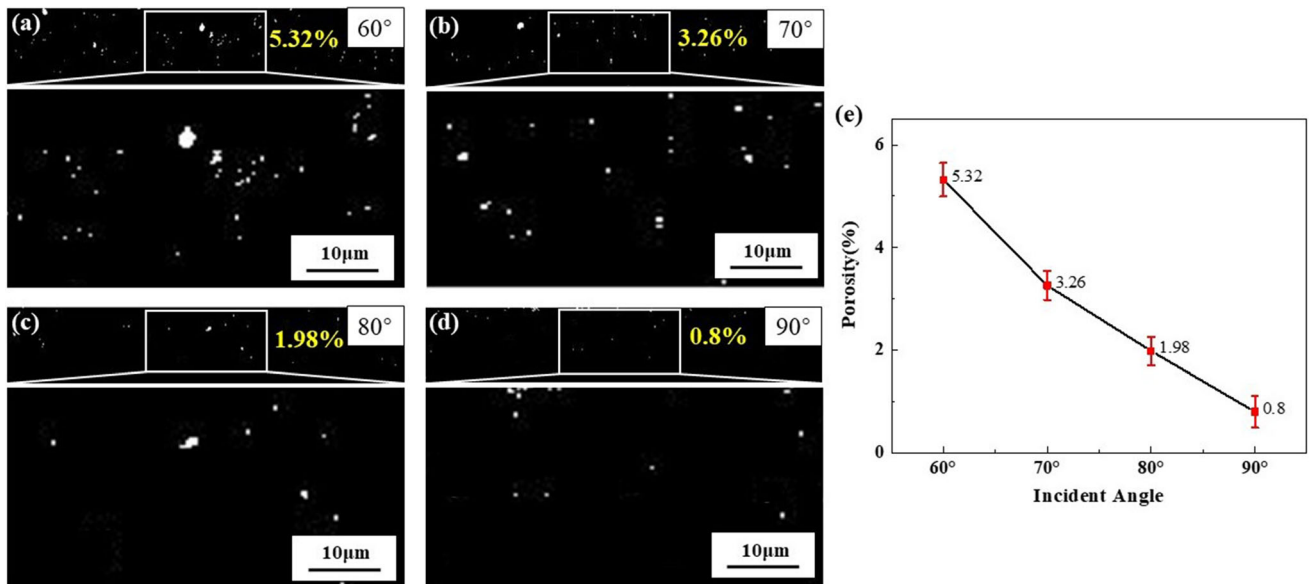 (a)
5.32%
60°
10μm
(b)
3.26%
70°
10μm
(c)
1.98%
80°
10μm
(d)
0.8%
90°
10μm
(e)
Porosity(%)
6
4
2
0
5.32
3.26
1.98
0.8
60° 70° 80° 90°
Incident Angle